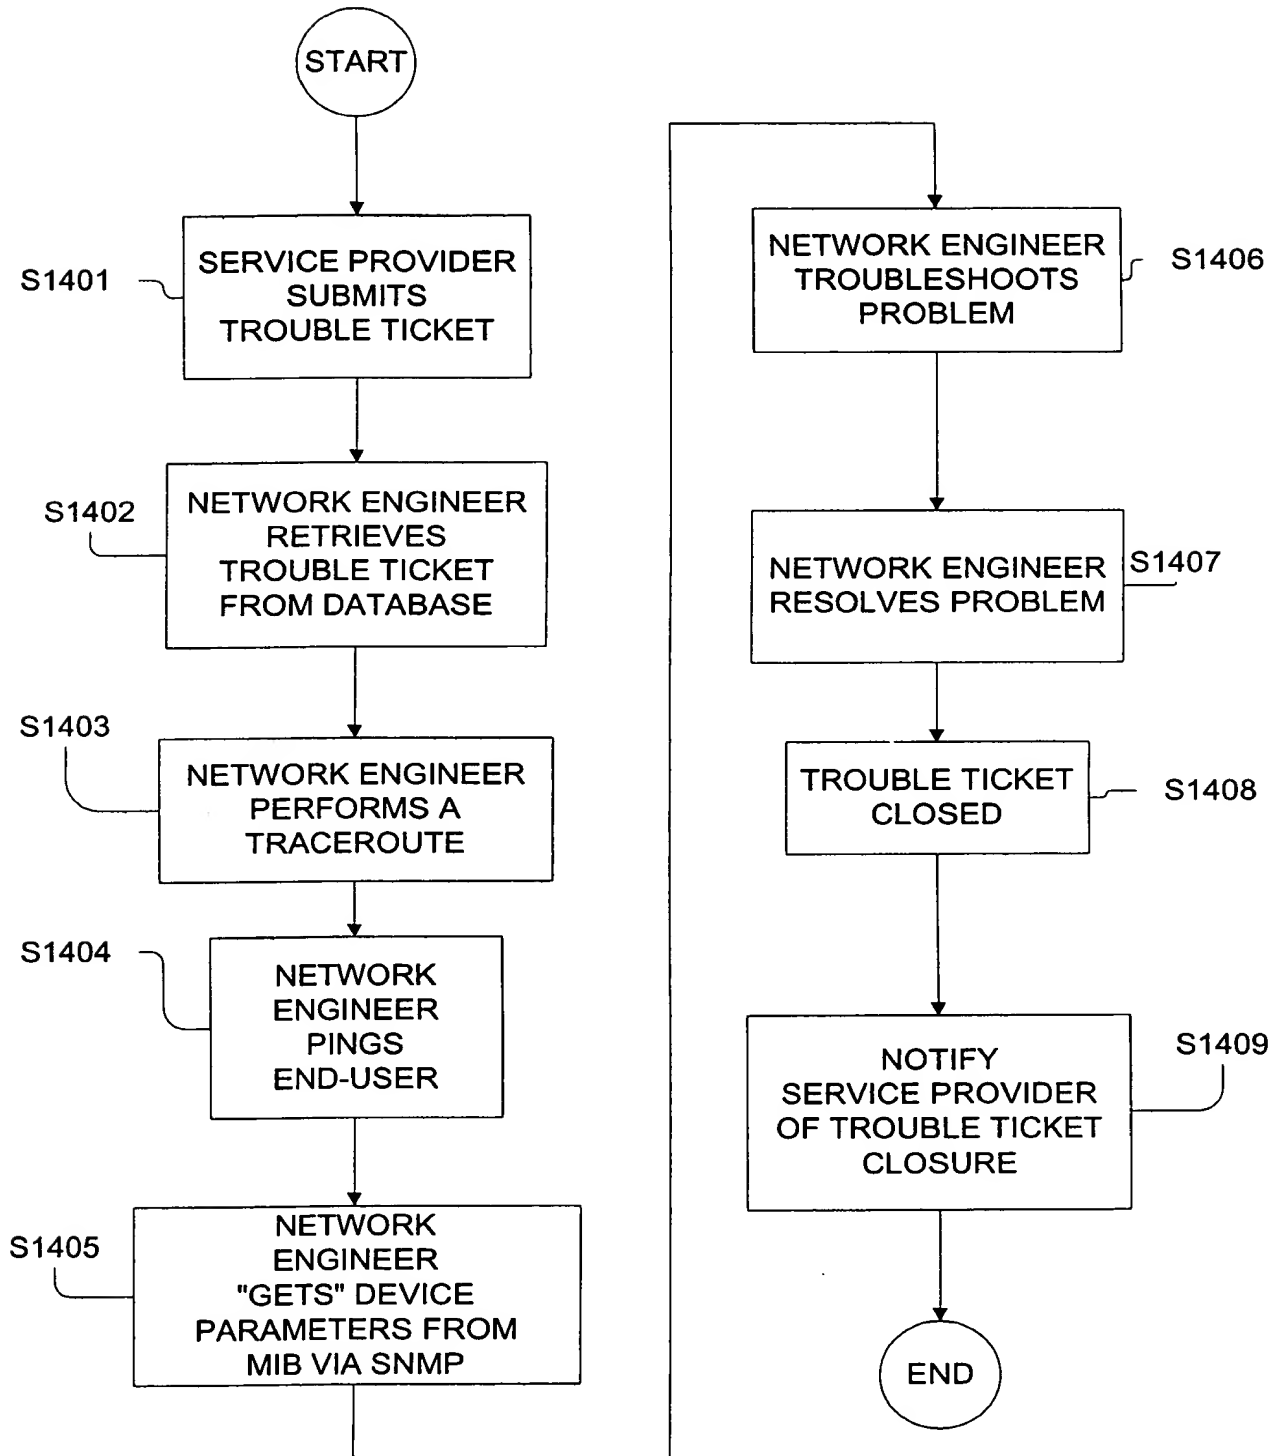 START
S1401
SERVICE PROVIDER
SUBMITS
TROUBLE TICKET
S1402
NETWORK ENGINEER
RETRIEVES
TROUBLE TICKET
FROM DATABASE
S1403
NETWORK ENGINEER
PERFORMS A
TRACEROUTE
S1404
NETWORK
ENGINEER
PINGS
END-USER
S1405
NETWORK
ENGINEER
"GETS" DEVICE
PARAMETERS FROM
MIB VIA SNMP
NETWORK ENGINEER
TROUBLESHOOTS
PROBLEM
S1406
NETWORK ENGINEER
RESOLVES PROBLEM
S1407
TROUBLE TICKET
CLOSED
S1408
NOTIFY
SERVICE PROVIDER
OF TROUBLE TICKET
CLOSURE
S1409
END